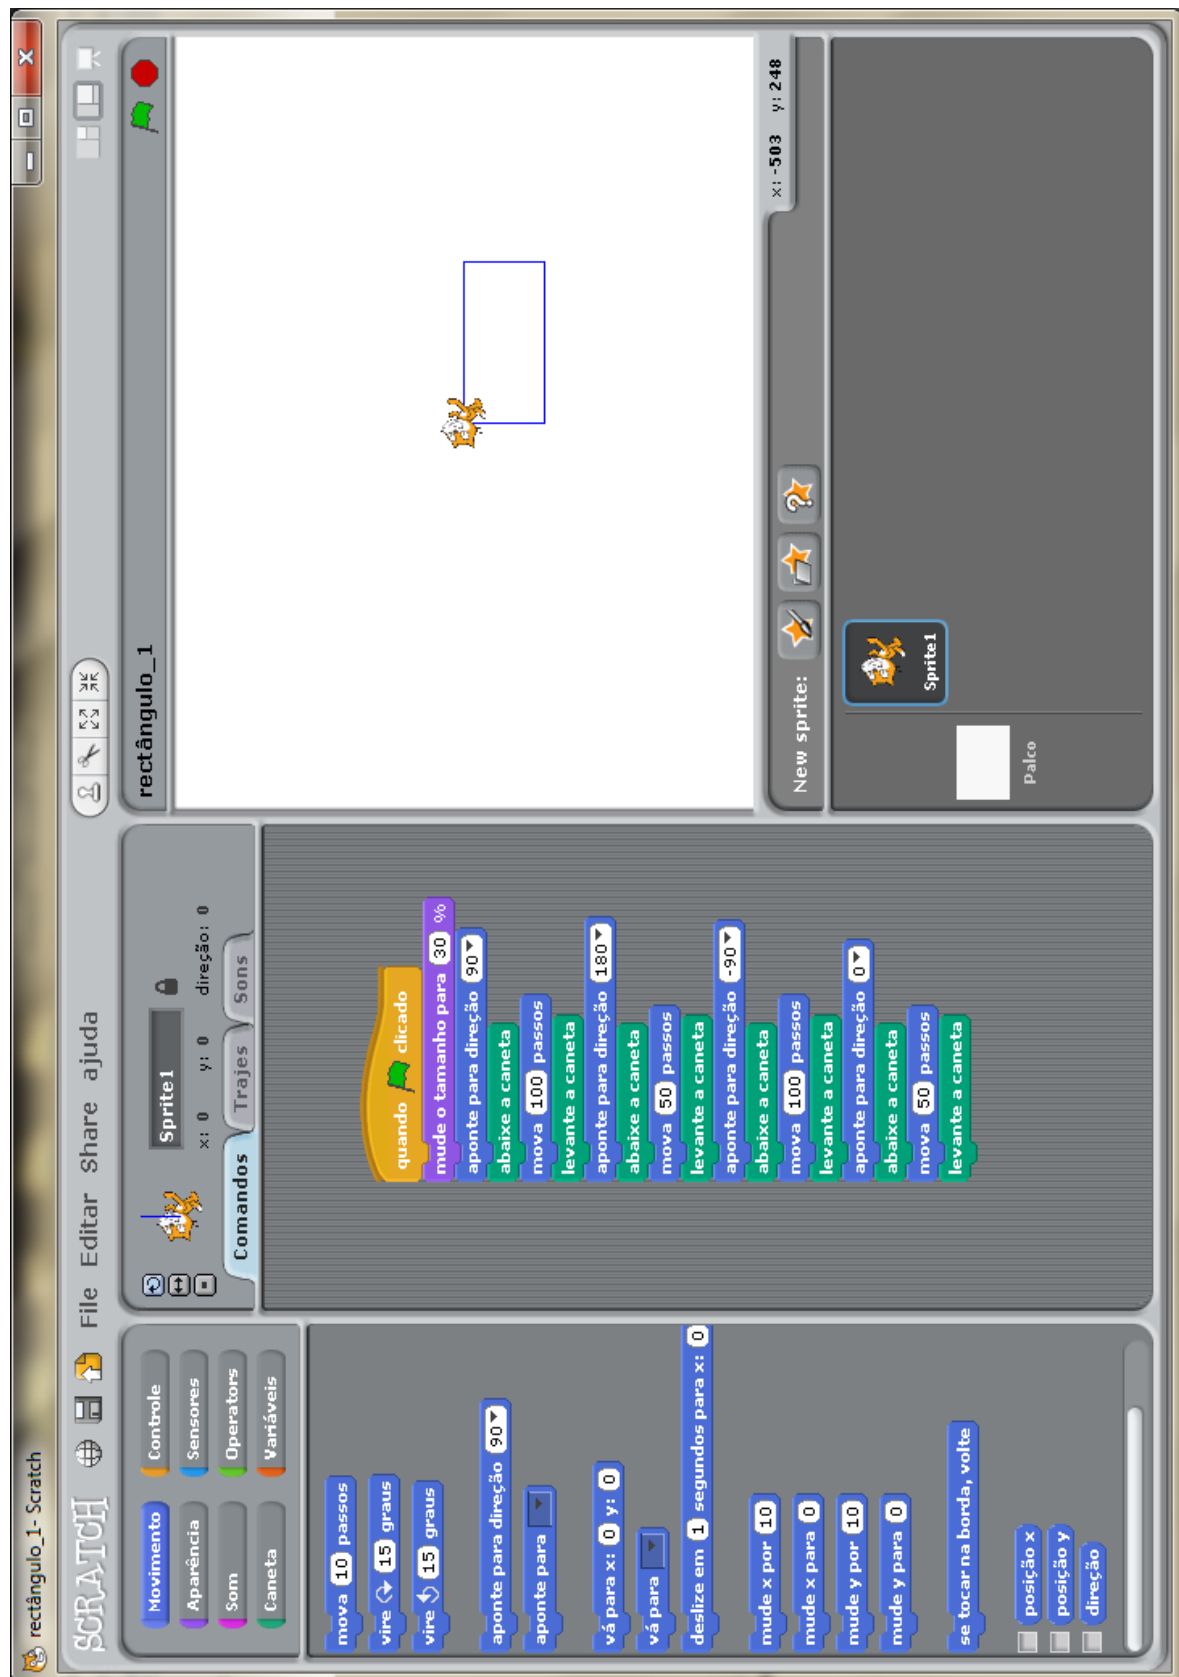 rectângulo_1- Scratch
SCRATCH
File Editar Share ajuda
Movimento
Controle
Aparência
Sensores
Som
Operators
Caneta
Variáveis
mova 10 passos
vire 15 graus
vire 15 graus
aponte para direção 90
aponte para
vá para x: 0 y: 0
vá para
deslize em 1 segundos para x: 0
mude x por 10
mude x para 0
mude y por 10
mude y para 0
se tocar na borda, volte
posição x
posição y
direção
Sprite1
x: 0 y: 0 direção: 0
Comandos Trajes Sons
quando clicado
mude o tamanho para 30 %
aponte para direção 90
abaixe a caneta
mova 100 passos
levante a caneta
aponte para direção 180
abaixe a caneta
mova 50 passos
levante a caneta
aponte para direção -90
abaixe a caneta
mova 100 passos
levante a caneta
aponte para direção 0
abaixe a caneta
mova 50 passos
levante a caneta
rectângulo_1
x: -503 y: 248
New sprite:
Sprite1
Palco